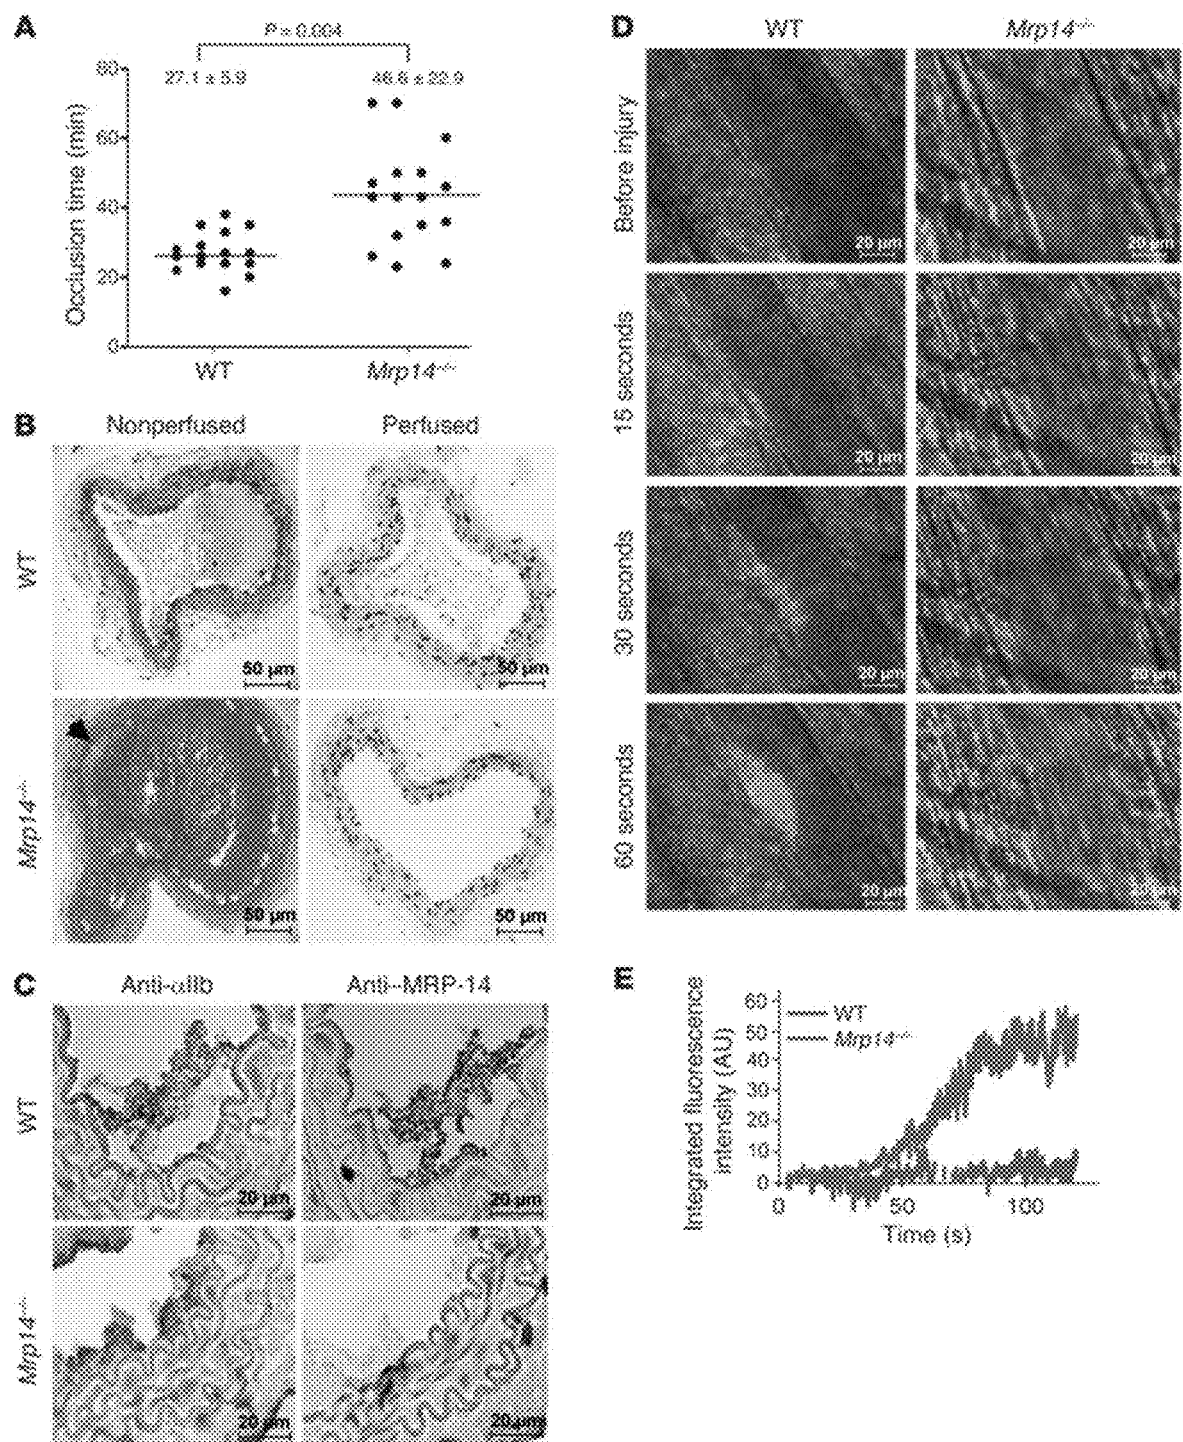 A
P = 0.004
27.1 ± 5.9
± 22.9
80
60
40
20
0
Occlusion time (min)
WT
Mrp14-/-
B
Nonperfused
Perfused
WT
50 µm
50 µm
Mrp14-/-
50 µm
50 µm
C
Anti-αIIb
Anti–MRP-14
WT
20 µm
20 µm
Mrp14-/-
20 µm
20 µm
D
WT
Mrp14-/-
Before injury
20 µm
20 µm
15 seconds
20 µm
20 µm
30 seconds
20 µm
20 µm
60 seconds
20 µm
20 µm
E
Integrated fluorescence
intensity (AU)
60
50
40
30
20
10
0
WT
Mrp14-/-
0
50
100
Time (s)